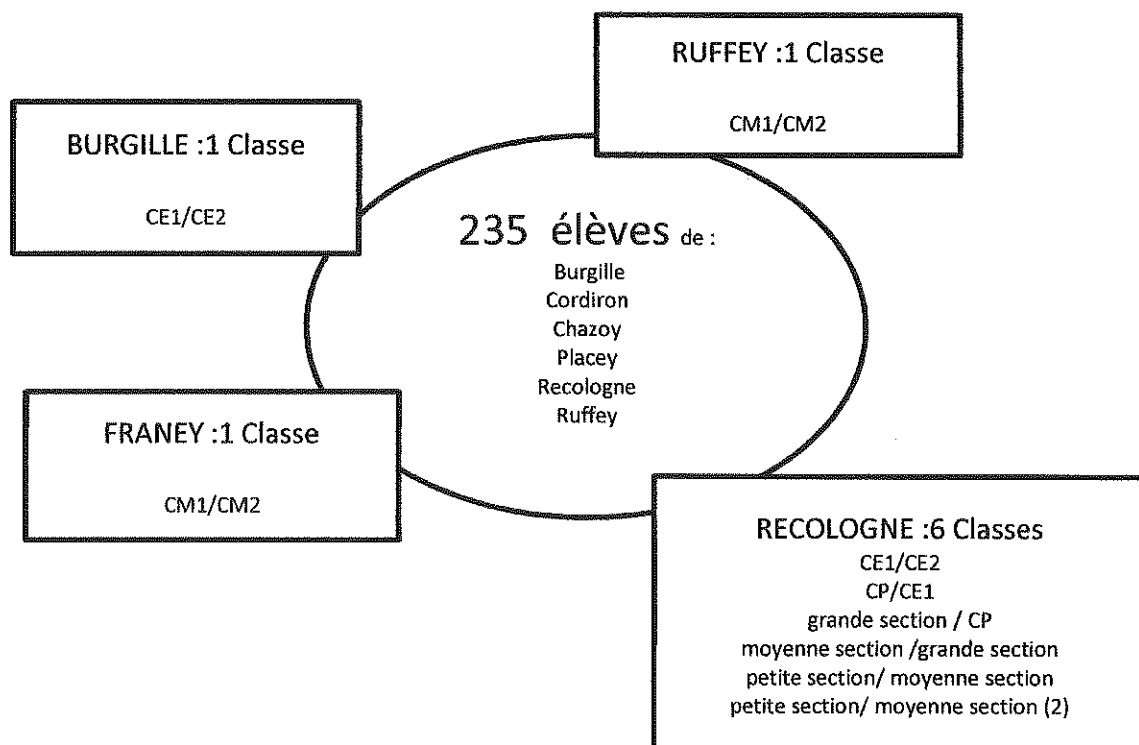 RUFFEY :1 Classe
CM1/CM2
BURGILLE :1 Classe
CE1/CE2
235 élèves de :
Burgille
Cordiron
Chazoy
Placey
Recologne
Ruffey
FRANEY :1 Classe
CM1/CM2
RECOLOGNE :6 Classes
CE1/CE2
CP/CE1
grande section / CP
moyenne section /grande section
petite section/ moyenne section
petite section/ moyenne section (2)